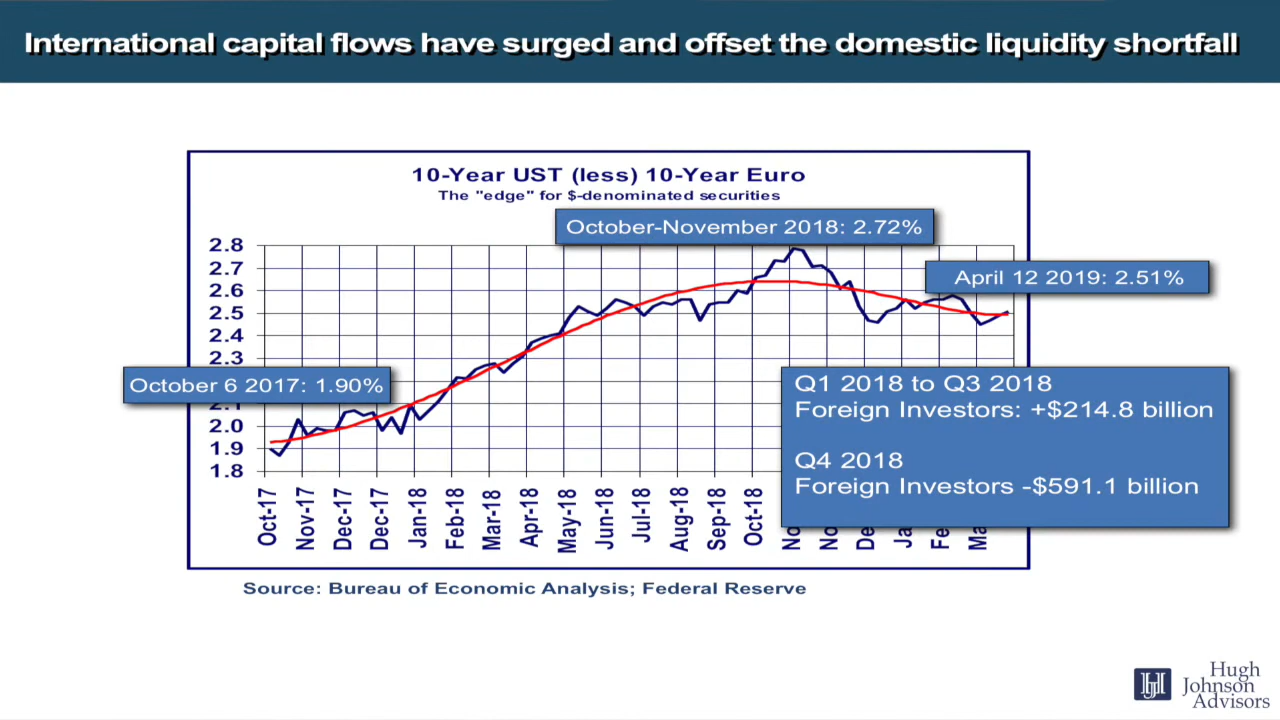 International capital flows have surged and offset the domestic liquidity shortfall
10-Year UST (less) 10-Year Euro
The "edge" for $-denominated securities
October-November 2018: 2.72%
April 12 2019: 2.51%
October 6 2017: 1.90%
2.8
2.7
2.6
2.5
2.4
2.3
2.1
2.0
1.9
1.8
Q1 2018 to Q3 2018
Foreign Investors: +$214.8 billion
Q4 2018
Foreign Investors -$591.1 billion
Oct-17
Nov-17
Dec-17
Dec-17
Jan-18
Feb-18
Mar-18
Apr-18
May-18
Jun-18
Jul-18
Aug-18
Sep-18
Oct-18
Source: Bureau of Economic Analysis; Federal Reserve
Hugh
Johnson
Advisors